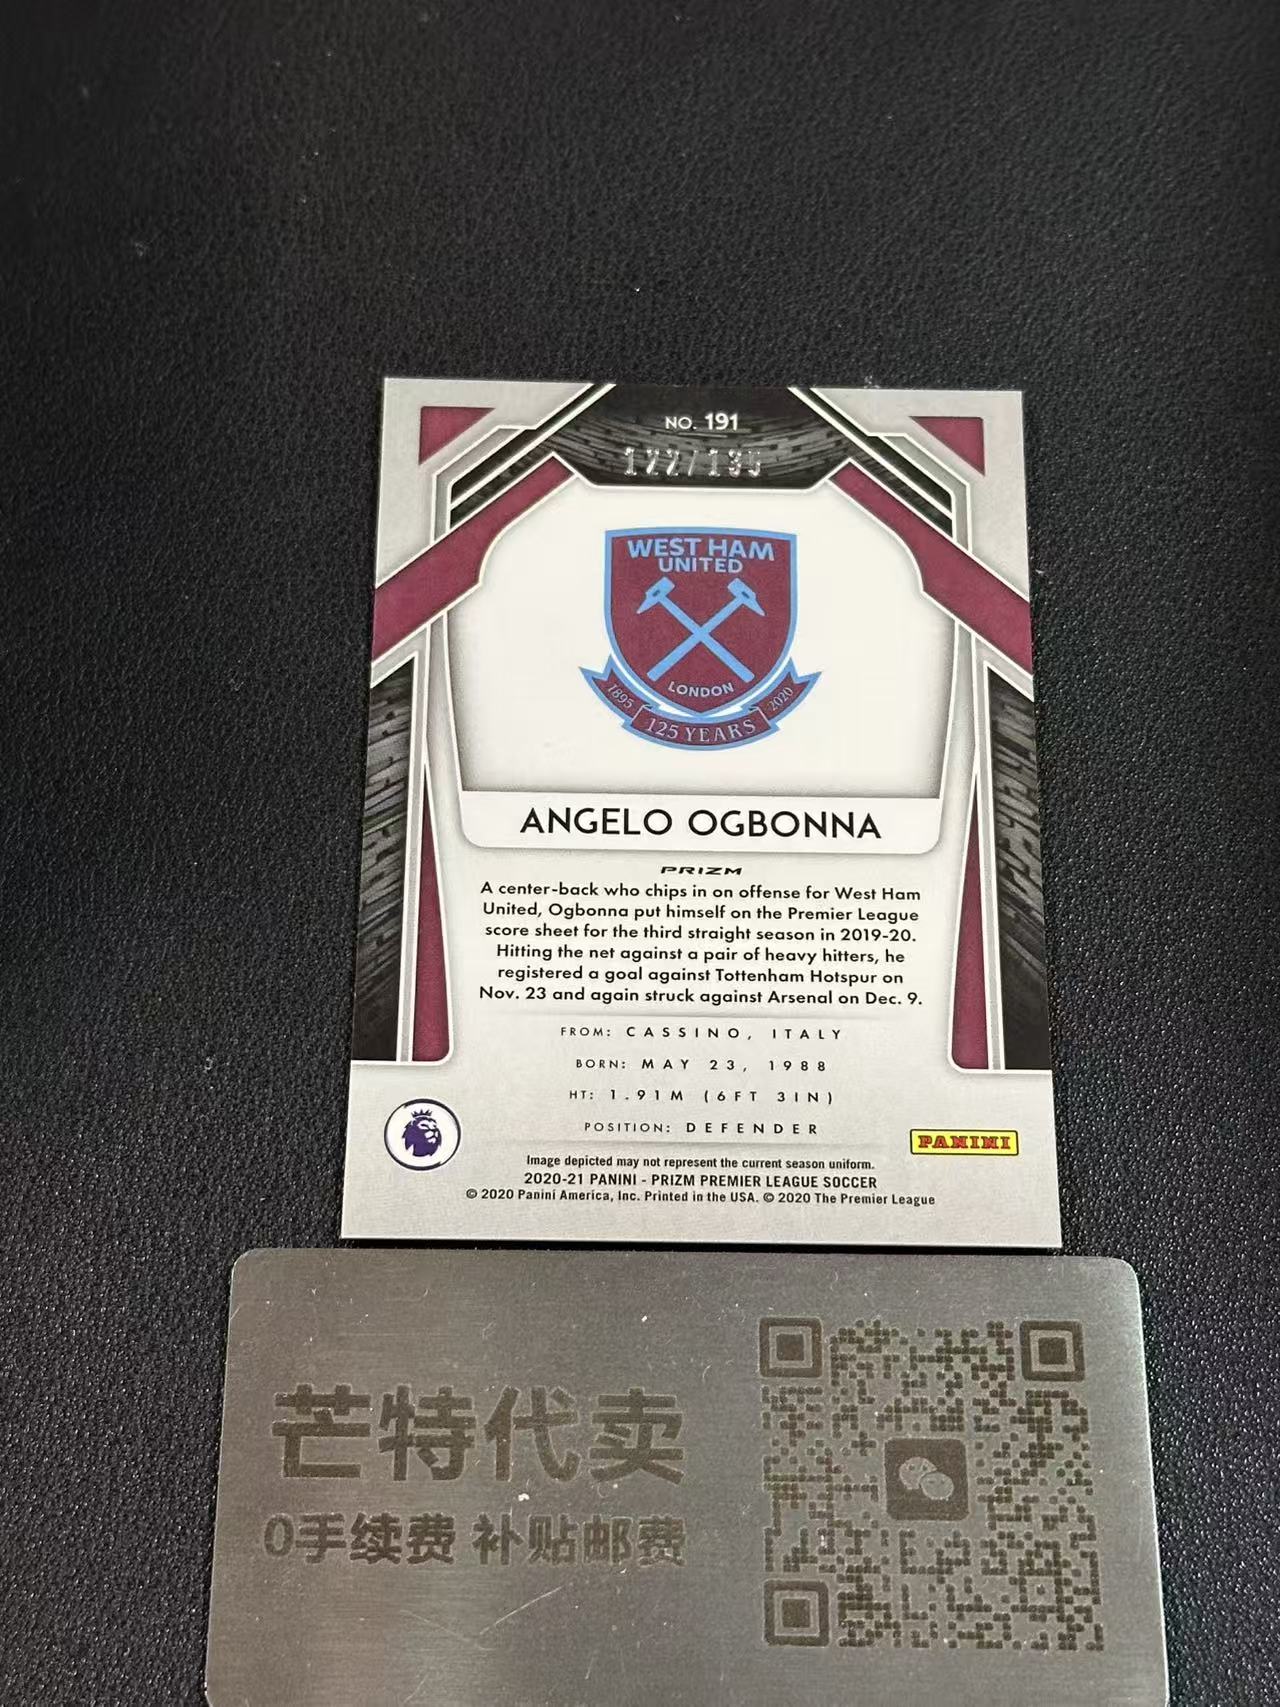 NO. 191
122/135
WEST HAM
UNITED
LONDON
1895
125 YEARS
2020
ANGELO OGBONNA
PRIZM
A center-back who chips in on offense for West Ham
United, Ogbonna put himself on the Premier League
score sheet for the third straight season in 2019-20.
Hitting the net against a pair of heavy hitters, he
registered a goal against Tottenham Hotspur on
Nov. 23 and again struck against Arsenal on Dec. 9.
FROM: CASSINO, ITALY
BORN: MAY 23, 1988
HT: 1.91M (6FT 3IN)
POSITION: DEFENDER
PANINI
Image depicted may not represent the current season uniform.
2020-21 PANINI - PRIZM PREMIER LEAGUE SOCCER
© 2020 Panini America, Inc. Printed in the USA. © 2020 The Premier League
芒特代卖
0手续费 补贴邮费